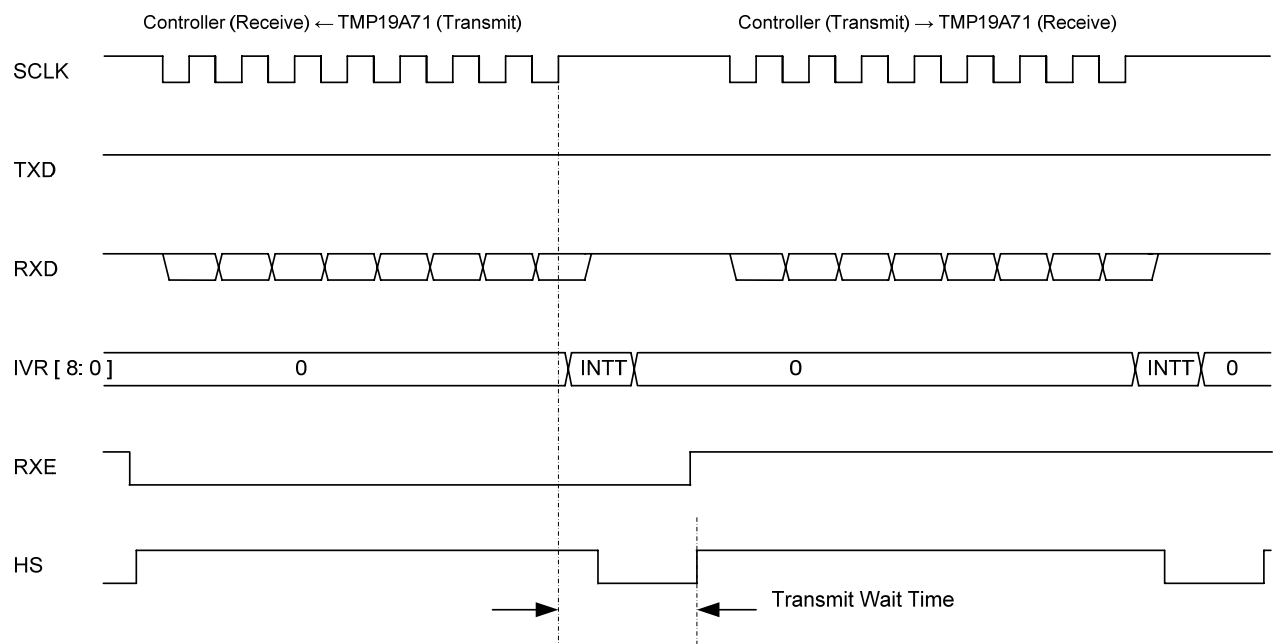 Controller (Receive) ← TMP19A71 (Transmit)
Controller (Transmit) → TMP19A71 (Receive)
SCLK
TXD
RXD
IVR [ 8: 0 ]
0
INTT
0
INTT
0
RXE
HS
Transmit Wait Time